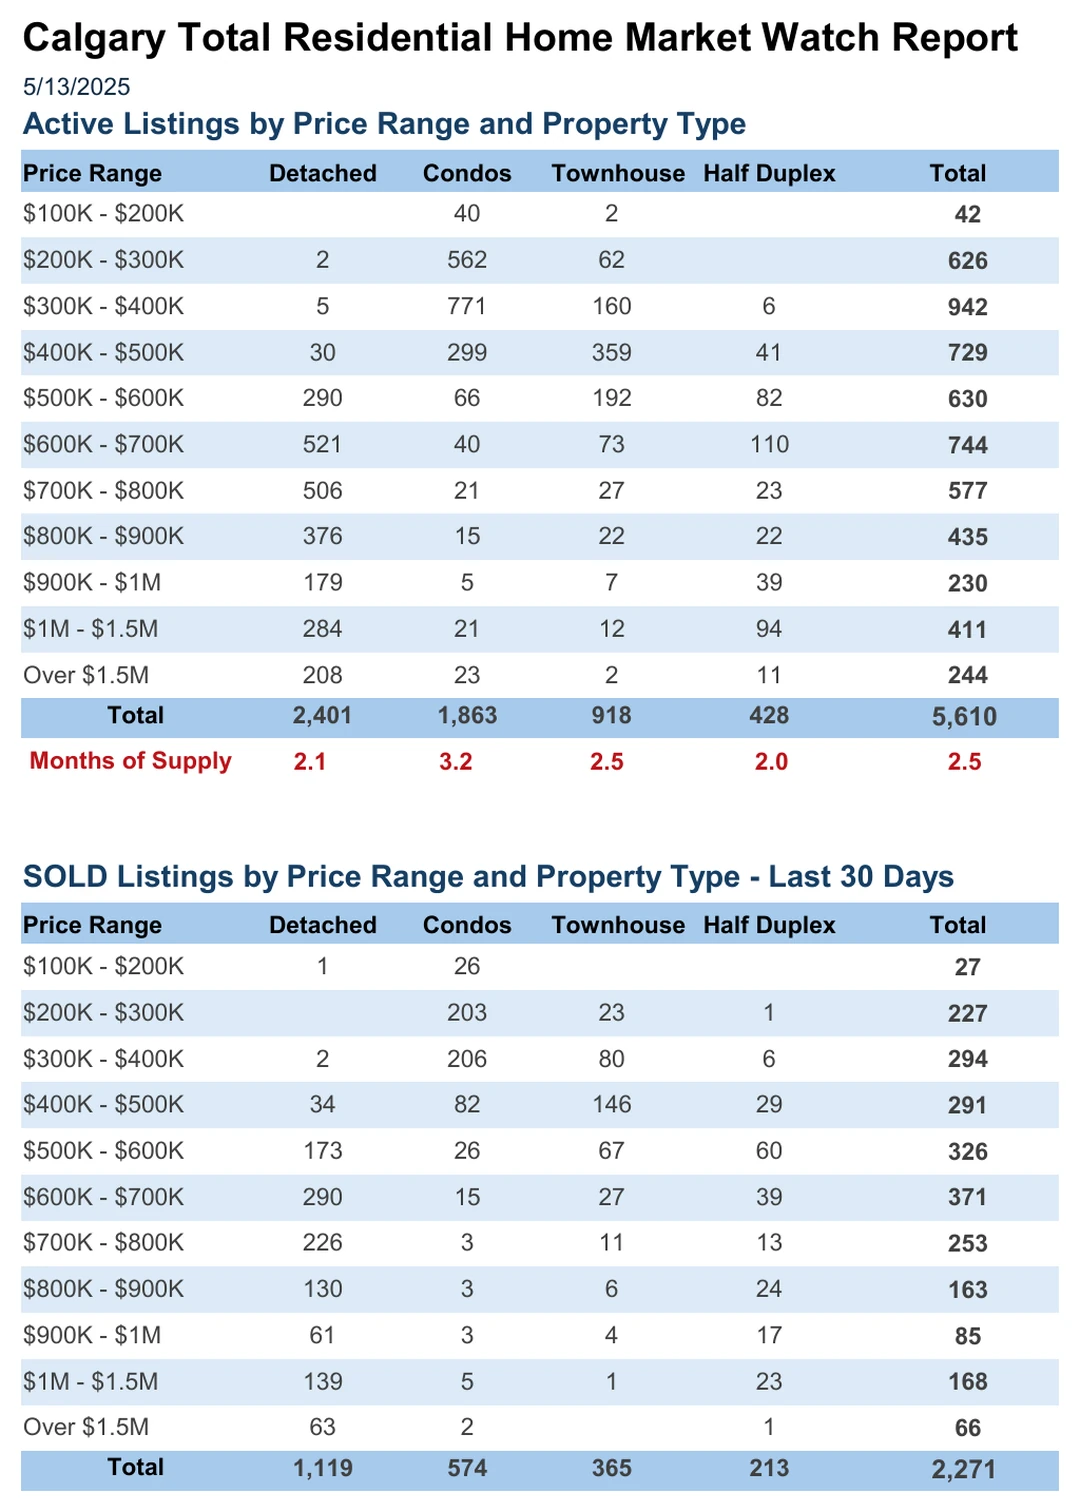 Calgary Total Residential Home Market Watch Report
5/13/2025
Active Listings by Price Range and Property Type
Price Range Detached Condos Townhouse Half Duplex Total
$100K - $200K 40 2 42
$200K - $300K 2 562 62 626
$300K - $400K 5 771 160 6 942
$400K - $500K 30 299 359 41 729
$500K - $600K 290 66 192 82 630
$600K - $700K 521 40 73 110 744
$700K - $800K 506 21 27 23 577
$800K - $900K 376 15 22 22 435
$900K - $1M 179 5 7 39 230
$1M - $1.5M 284 21 12 94 411
Over $1.5M 208 23 2 11 244
Total 2,401 1,863 918 428 5,610
Months of Supply 2.1 3.2 2.5 2.0 2.5
SOLD Listings by Price Range and Property Type - Last 30 Days
Price Range Detached Condos Townhouse Half Duplex Total
$100K - $200K 1 26 27
$200K - $300K 203 23 1 227
$300K - $400K 2 206 80 6 294
$400K - $500K 34 82 146 29 291
$500K - $600K 173 26 67 60 326
$600K - $700K 290 15 27 39 371
$700K - $800K 226 3 11 13 253
$800K - $900K 130 3 6 24 163
$900K - $1M 61 3 4 17 85
$1M - $1.5M 139 5 1 23 168
Over $1.5M 63 2 1 66
Total 1,119 574 365 213 2,271